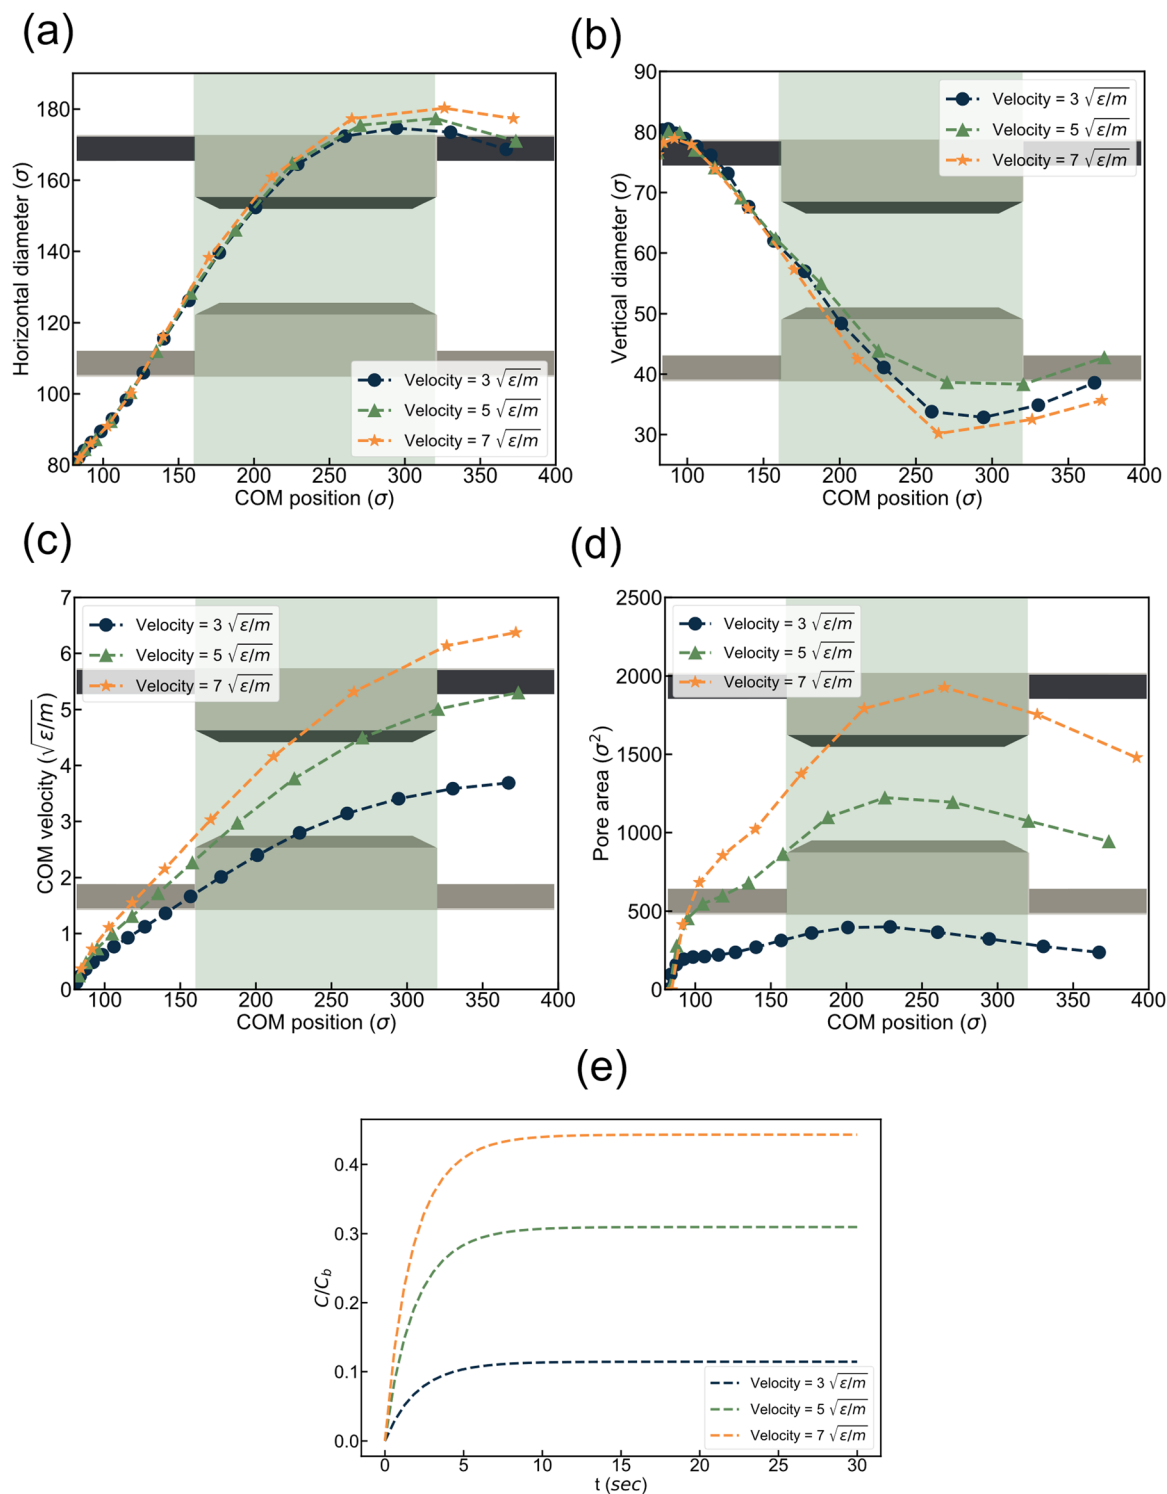 (a)
180
160
140
120
100
80
100
150
200
250
300
350
400
Horizontal diameter (σ)
COM position (σ)
Velocity = 3 √ε/m
Velocity = 5 √ε/m
Velocity = 7 √ε/m
(b)
90
80
70
60
50
40
30
100
150
200
250
300
350
400
Vertical diameter (σ)
COM position (σ)
Velocity = 3 √ε/m
Velocity = 5 √ε/m
Velocity = 7 √ε/m
(c)
7
6
5
4
3
2
1
0
100
150
200
250
300
350
400
COM velocity (√ε/m)
COM position (σ)
Velocity = 3 √ε/m
Velocity = 5 √ε/m
Velocity = 7 √ε/m
(d)
2500
2000
1500
1000
500
0
100
150
200
250
300
350
400
Pore area (σ²)
COM position (σ)
Velocity = 3 √ε/m
Velocity = 5 √ε/m
Velocity = 7 √ε/m
(e)
0.4
0.3
0.2
0.1
0.0
0
5
10
15
20
25
30
C/C_b
t (sec)
Velocity = 3 √ε/m
Velocity = 5 √ε/m
Velocity = 7 √ε/m